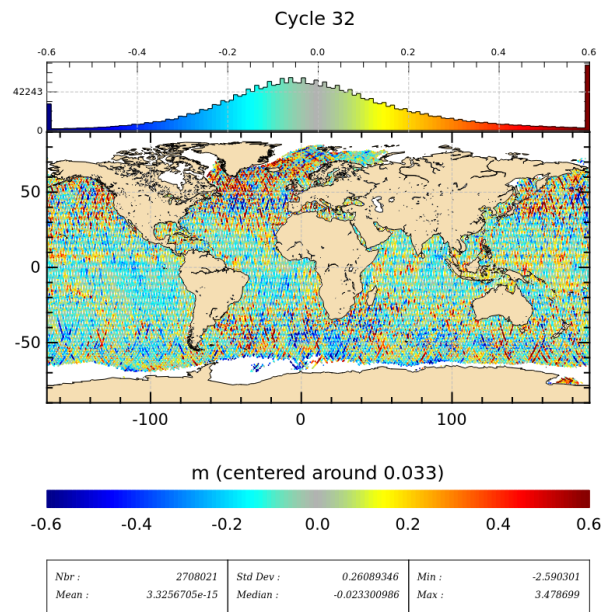 Cycle 32
-0.6 -0.4 -0.2 0.0 0.2 0.4 0.6
42243
0
50
0
-50
-100 0 100
m (centered around 0.033)
-0.6 -0.4 -0.2 0.0 0.2 0.4 0.6
Nbr : 2708021 Std Dev : 0.26089346 Min : -2.590301
Mean : 3.3256705e-15 Median : -0.023300986 Max : 3.478699